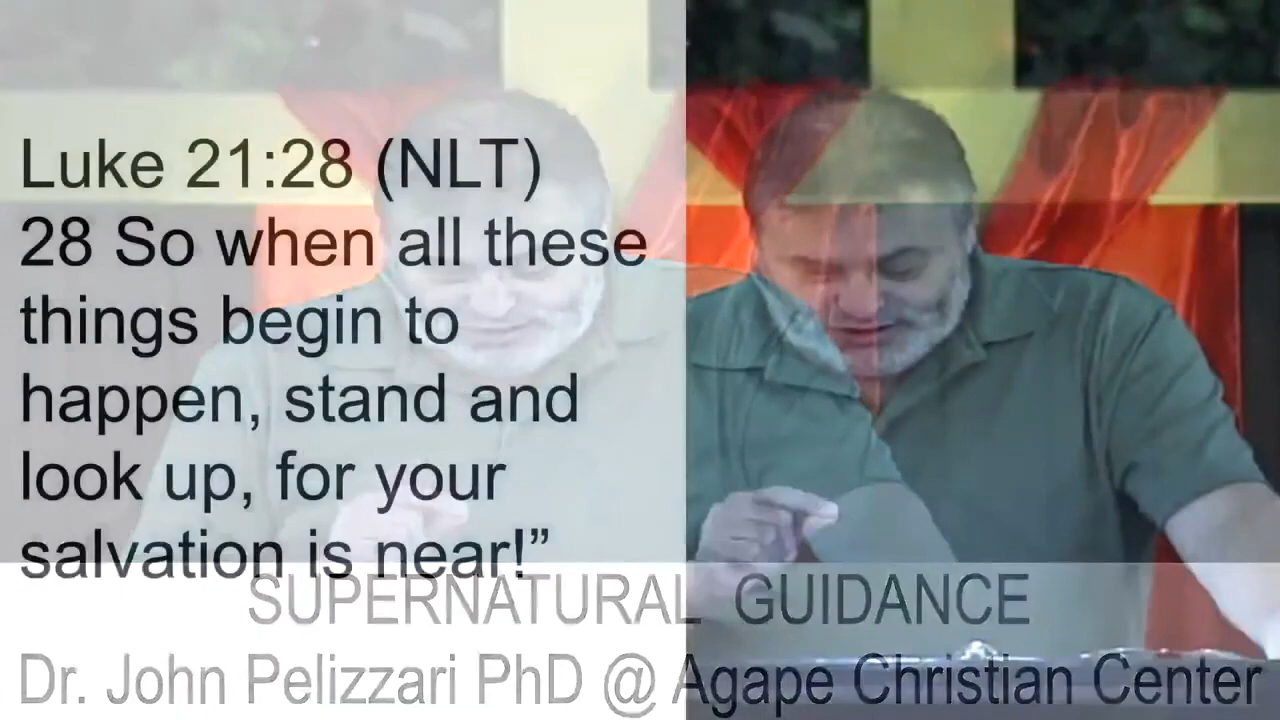 Luke 21:28 (NLT)
28 So when all these
things begin to
happen, stand and
look up, for your
salvation is near!”
SUPERNATURAL GUIDANCE
Dr. John Pelizzari PhD @ Agape Christian Center